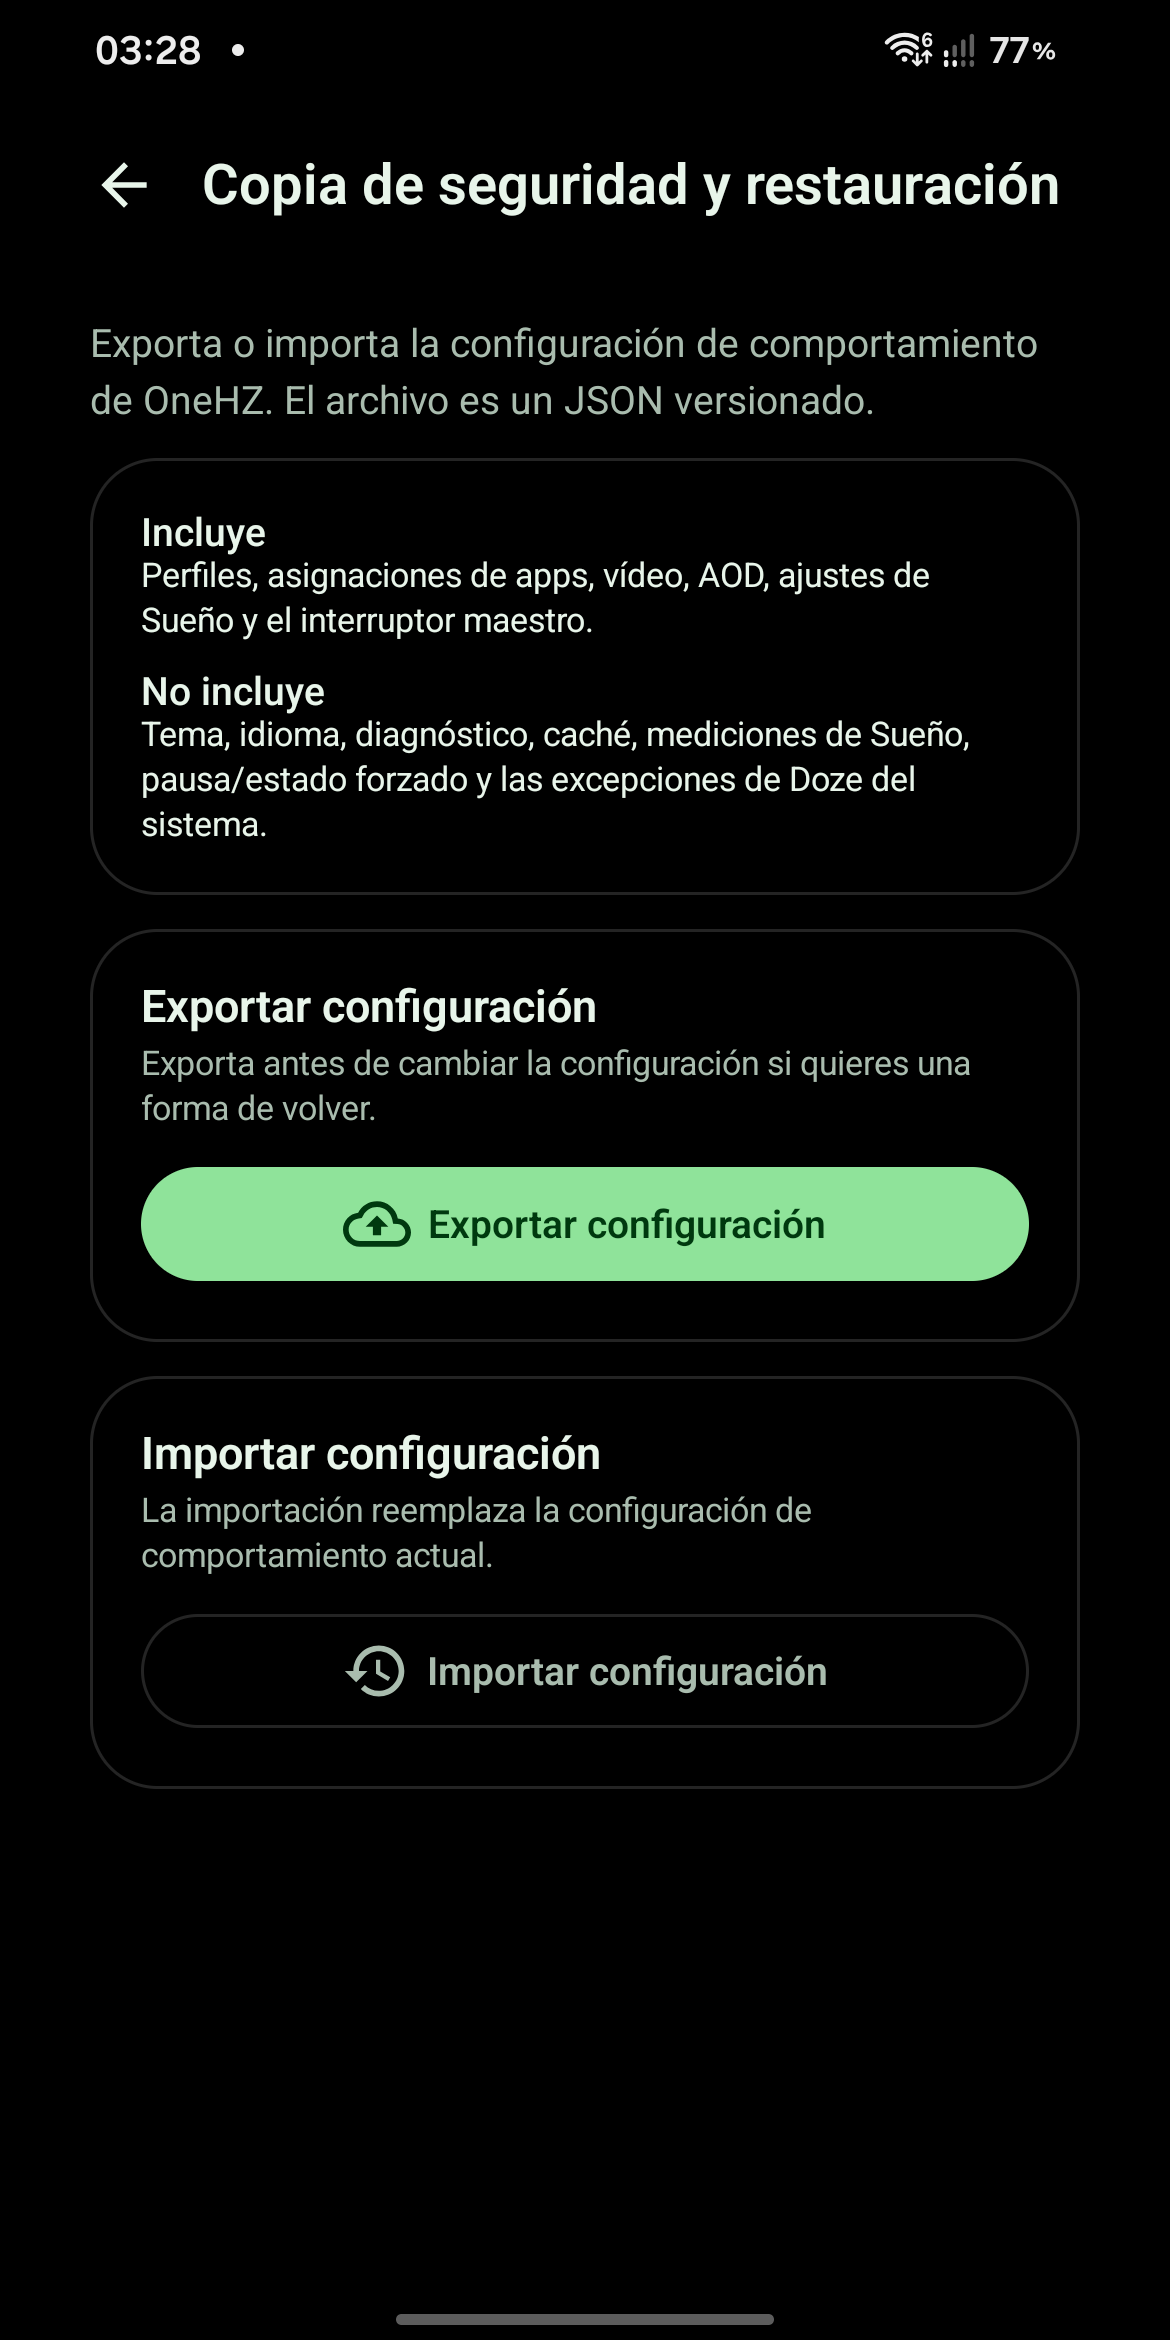 03:28
6
77%
Copia de seguridad y restauración
Exporta o importa la configuración de comportamiento
de OneHZ. El archivo es un JSON versionado.
Incluye
Perfiles, asignaciones de apps, vídeo, AOD, ajustes de
Sueño y el interruptor maestro.
No incluye
Tema, idioma, diagnóstico, caché, mediciones de Sueño,
pausa/estado forzado y las excepciones de Doze del
sistema.
Exportar configuración
Exporta antes de cambiar la configuración si quieres una
forma de volver.
Exportar configuración
Importar configuración
La importación reemplaza la configuración de
comportamiento actual.
Importar configuración